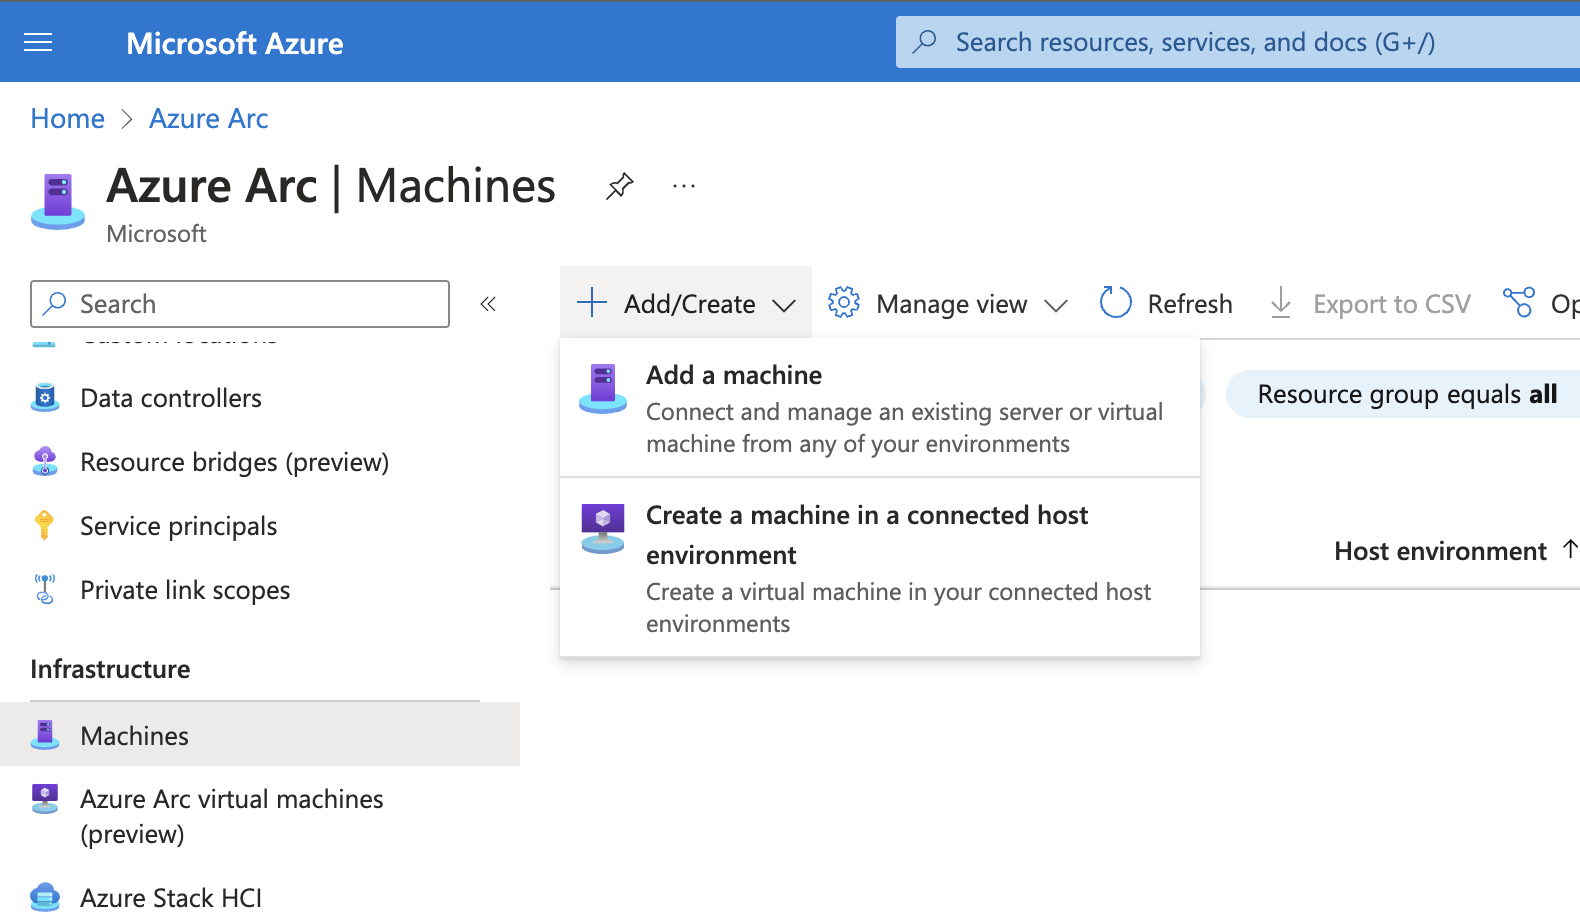 Microsoft Azure
Search resources, services, and docs (G+/)
Home > Azure Arc
Azure Arc | Machines
...
Microsoft
Search
«
Add/Create
Manage view
Refresh
Export to CSV
Data controllers
Resource bridges (preview)
Service principals
Private link scopes
Infrastructure
Machines
Azure Arc virtual machines
(preview)
Azure Stack HCI
Add a machine
Connect and manage an existing server or virtual
machine from any of your environments
Create a machine in a connected host
environment
Create a virtual machine in your connected host
environments
Resource group equals all
Host environment ↑